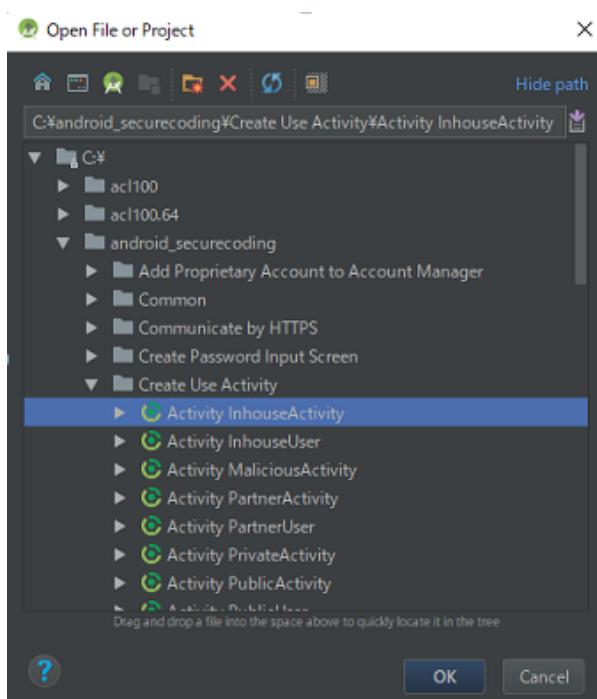 Open File or Project
Hide path
C:¥android_securecoding¥Create Use Activity¥Activity InhouseActivity
C:¥
acl100
acl100.64
android_securecoding
Add Proprietary Account to Account Manager
Common
Communicate by HTTPS
Create Password Input Screen
Create Use Activity
Activity InhouseActivity
Activity InhouseUser
Activity MaliciousActivity
Activity PartnerActivity
Activity PartnerUser
Activity PrivateActivity
Activity PublicActivity
Activity PublicUser
Drag and drop a file into the space above to quickly locate it in the tree
?
OK
Cancel